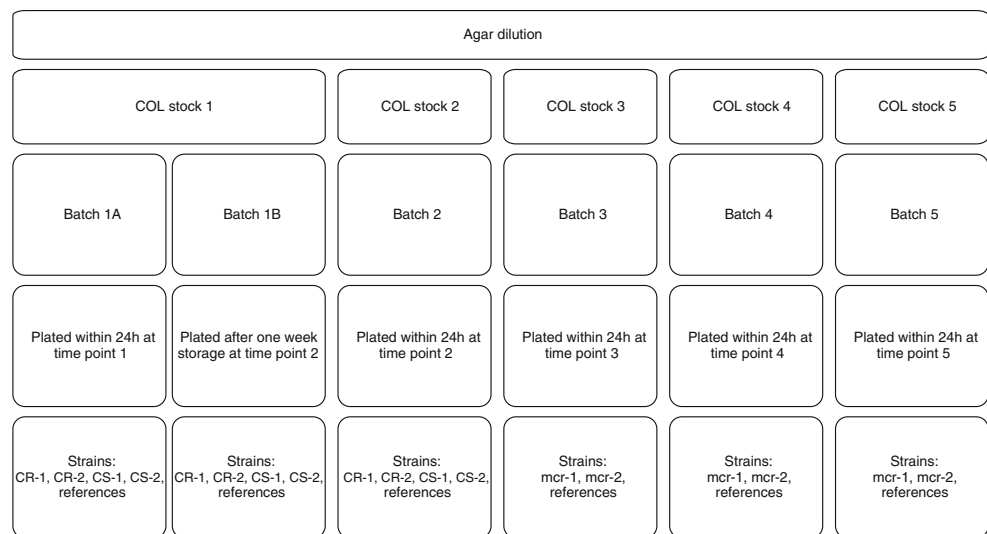 Agar dilution
COL stock 1
COL stock 2
COL stock 3
COL stock 4
COL stock 5
Batch 1A
Batch 1B
Batch 2
Batch 3
Batch 4
Batch 5
Plated within 24h at
time point 1
Plated after one week
storage at time point 2
Plated within 24h at
time point 2
Plated within 24h at
time point 3
Plated within 24h at
time point 4
Plated within 24h at
time point 5
Strains:
CR-1, CR-2, CS-1, CS-2,
references
Strains:
CR-1, CR-2, CS-1, CS-2,
references
Strains:
CR-1, CR-2, CS-1, CS-2,
references
Strains:
mcr-1, mcr-2,
references
Strains:
mcr-1, mcr-2,
references
Strains:
mcr-1, mcr-2,
references